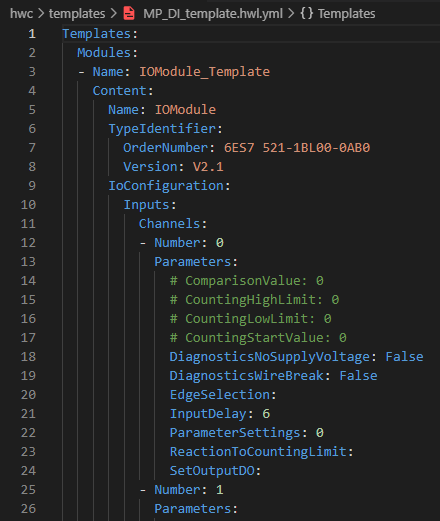 hwc > templates > MP_DI_template.hwl.yml > {} Templates
1 Templates:
2 Modules:
3 - Name: IOModule_Template
4 Content:
5 Name: IOModule
6 TypeIdentifier:
7 OrderNumber: 6ES7 521-1BL00-0AB0
8 Version: V2.1
9 IoConfiguration:
10 Inputs:
11 Channels:
12 - Number: 0
13 Parameters:
14 # ComparisonValue: 0
15 # CountingHighLimit: 0
16 # CountingLowLimit: 0
17 # CountingStartValue: 0
18 DiagnosticsNoSupplyVoltage: False
19 DiagnosticsWireBreak: False
20 EdgeSelection:
21 InputDelay: 6
22 ParameterSettings: 0
23 ReactionToCountingLimit:
24 SetOutputDO:
25 - Number: 1
26 Parameters: